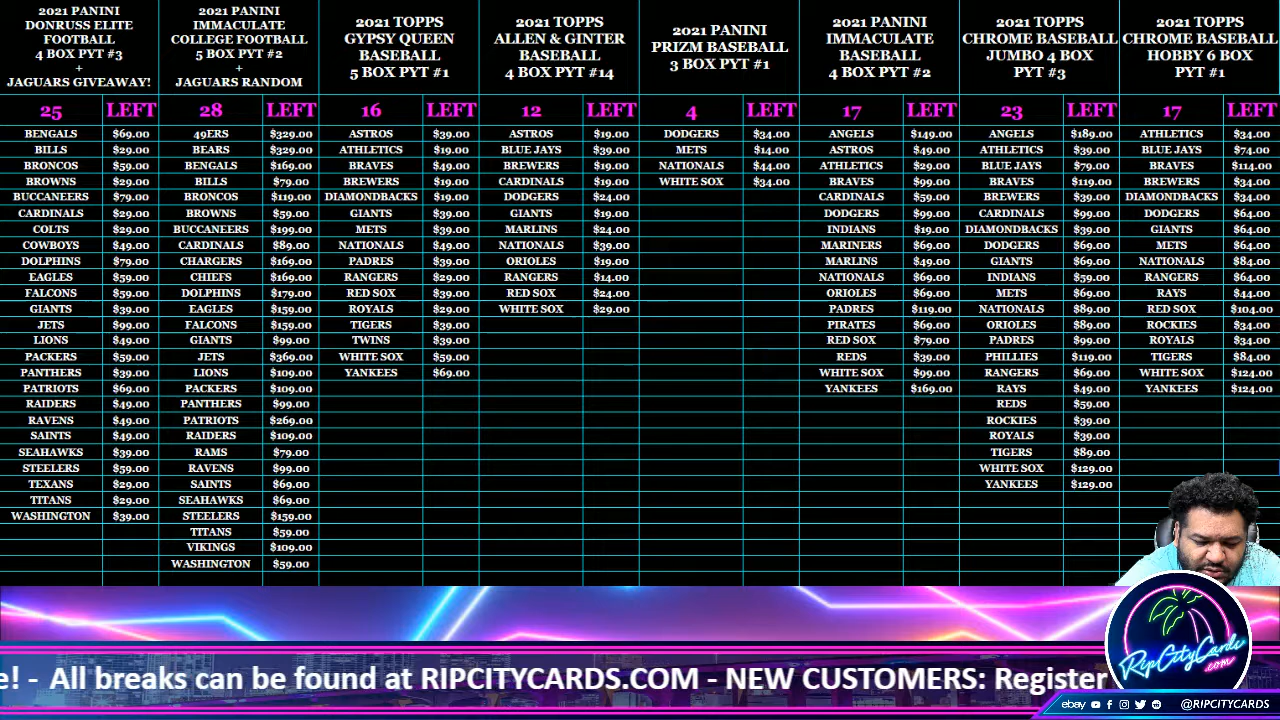 2021 PANINI
DONRUSS ELITE
FOOTBALL
4 BOX PYT #3
+
JAGUARS GIVEAWAY!
25 LEFT
BENGALS $69.00
BILLS $29.00
BRONCOS $59.00
BROWNS $29.00
BUCCANEERS $79.00
CARDINALS $29.00
COLTS $29.00
COWBOYS $49.00
DOLPHINS $79.00
EAGLES $59.00
FALCONS $59.00
GIANTS $39.00
JETS $99.00
LIONS $49.00
PACKERS $59.00
PANTHERS $39.00
PATRIOTS $69.00
RAIDERS $49.00
RAVENS $49.00
SAINTS $49.00
SEAHAWKS $39.00
STEELERS $59.00
TEXANS $29.00
TITANS $29.00
WASHINGTON $39.00
2021 PANINI
IMMACULATE
COLLEGE FOOTBALL
5 BOX PYT #2
+
JAGUARS RANDOM
28 LEFT
49ERS $329.00
BEARS $329.00
BENGALS $169.00
BILLS $79.00
BRONCOS $119.00
BROWNS $59.00
BUCCANEERS $199.00
CARDINALS $89.00
CHARGERS $169.00
CHIEFS $169.00
DOLPHINS $179.00
EAGLES $159.00
FALCONS $159.00
GIANTS $99.00
JETS $369.00
LIONS $109.00
PACKERS $109.00
PANTHERS $99.00
PATRIOTS $269.00
RAIDERS $109.00
RAMS $79.00
RAVENS $99.00
SAINTS $69.00
SEAHAWKS $69.00
STEELERS $159.00
TITANS $59.00
VIKINGS $109.00
WASHINGTON $59.00
2021 TOPPS
GYPSY QUEEN
BASEBALL
5 BOX PYT #1
16 LEFT
ASTROS $39.00
ATHLETICS $19.00
BRAVES $49.00
BREWERS $19.00
DIAMONDBACKS $19.00
GIANTS $39.00
METS $39.00
NATIONALS $49.00
PADRES $39.00
RANGERS $29.00
RED SOX $39.00
ROYALS $29.00
TIGERS $39.00
TWINS $39.00
WHITE SOX $59.00
YANKEES $69.00
2021 TOPPS
ALLEN & GINTER
BASEBALL
4 BOX PYT #14
12 LEFT
ASTROS $19.00
BLUE JAYS $39.00
BREWERS $19.00
CARDINALS $19.00
DODGERS $24.00
GIANTS $19.00
MARLINS $24.00
NATIONALS $39.00
ORIOLES $19.00
RANGERS $14.00
RED SOX $24.00
WHITE SOX $29.00
2021 PANINI
PRIZM BASEBALL
3 BOX PYT #1
4 LEFT
DODGERS $34.00
METS $14.00
NATIONALS $44.00
WHITE SOX $34.00
2021 PANINI
IMMACULATE
BASEBALL
4 BOX PYT #2
17 LEFT
ANGELS $149.00
ASTROS $49.00
ATHLETICS $29.00
BRAVES $99.00
CARDINALS $59.00
DODGERS $99.00
INDIANS $19.00
MARINERS $69.00
MARLINS $49.00
NATIONALS $69.00
ORIOLES $69.00
PADRES $119.00
PIRATES $69.00
RED SOX $79.00
REDS $39.00
WHITE SOX $99.00
YANKEES $169.00
2021 TOPPS
CHROME BASEBALL
JUMBO 4 BOX
PYT #3
23 LEFT
ANGELS $189.00
ATHLETICS $39.00
BLUE JAYS $79.00
BRAVES $119.00
BREWERS $39.00
CARDINALS $99.00
DIAMONDBACKS $39.00
DODGERS $69.00
GIANTS $69.00
INDIANS $59.00
METS $69.00
NATIONALS $89.00
ORIOLES $89.00
PADRES $99.00
PHILLIES $119.00
RANGERS $69.00
RAYS $49.00
REDS $59.00
ROCKIES $39.00
ROYALS $39.00
TIGERS $89.00
WHITE SOX $129.00
YANKEES $129.00
2021 TOPPS
CHROME BASEBALL
HOBBY 6 BOX
PYT #1
17 LEFT
ATHLETICS $34.00
BLUE JAYS $74.00
BRAVES $114.00
BREWERS $34.00
DIAMONDBACKS $34.00
DODGERS $64.00
GIANTS $64.00
METS $64.00
NATIONALS $84.00
RANGERS $64.00
RAYS $44.00
RED SOX $104.00
ROCKIES $34.00
ROYALS $34.00
TIGERS $84.00
WHITE SOX $124.00
YANKEES $124.00
e! - All breaks can be found at RIPCITYCARDS.COM - NEW CUSTOMERS: Register
RipCityCards
.com
ebay @RIPCITYCARDS